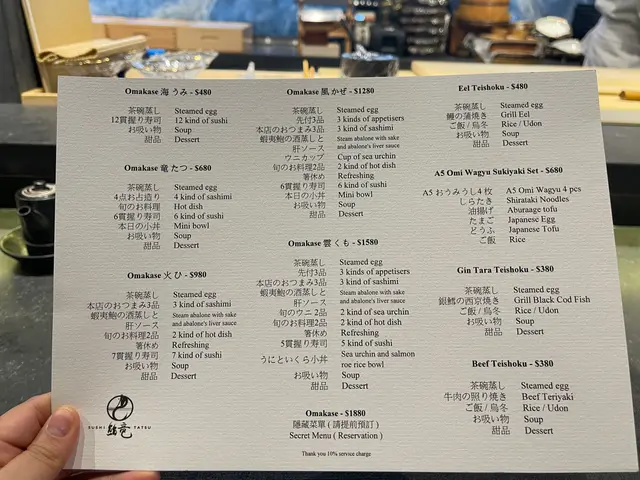 Omakase 海 うみ - $480
茶碗蒸し Steamed egg
12貫握り寿司 12 kind of sushi
お吸い物 Soup
甜品 Dessert
Omakase 竜 たつ - $680
茶碗蒸し Steamed egg
4点お占造り 4 kind of sashimi
旬のお料理 Hot dish
6貫握り寿司 6 kind of sushi
本日の小丼 Mini bowl
お吸い物 Soup
甜品 Dessert
Omakase 火 ひ - $980
茶碗蒸し Steamed egg
本店のおつまみ3品 3 kind of sashimi
蝦夷鮑の酒蒸しと Steam abalone with sake
肝ソース and abalone's liver sauce
旬のお料理2品 2 kind of hot dish
箸休め Refreshing
7貫握り寿司 7 kind of sushi
お吸い物 Soup
甜品 Dessert
SUSHI TATSU
鮨竜
Omakase 風 かぜ - $1280
茶碗蒸し Steamed egg
先付3品 3 kinds of appetisers
本店のおつまみ3品 3 kind of sashimi
蝦夷鮑の酒蒸しと Steam abalone with sake
肝ソース and abalone's liver sauce
ウニカップ Cup of sea urchin
旬のお料理2品 2 kind of hot dish
箸休め Refreshing
6貫握り寿司 6 kind of sushi
本日の小丼 Mini bowl
お吸い物 Soup
甜品 Dessert
Omakase 雲 くも - $1580
茶碗蒸し Steamed egg
先付3品 3 kinds of appetisers
本店のおつまみ3品 3 kind of sashimi
蝦夷鮑の酒蒸しと Steam abalone with sake
肝ソース and abalone's liver sauce
旬のウニ 2品 2 kind of sea urchin
旬のお料理2品 2 kind of hot dish
箸休め Refreshing
5貫握り寿司 5 kind of sushi
うにといくら小丼 Sea urchin and salmon
roe rice bowl
お吸い物 Soup
甜品 Dessert
Omakase - $1880
隱藏菜單 ( 請提前預訂 )
Secret Menu ( Reservation )
Thank you 10% service charge
Eel Teishoku - $480
茶碗蒸し Steamed egg
鰻の蒲焼き Grill Eel
ご飯 / 烏冬 Rice / Udon
お吸い物 Soup
甜品 Dessert
A5 Omi Wagyu Sukiyaki Set - $680
A5 おうみうし4 枚 A5 Omi Wagyu 4 pcs
しらたき Shirataki Noodles
油揚げ Aburaage tofu
たまご Japanese Egg
どうふ Japanese Tofu
ご飯 Rice
Gin Tara Teishoku - $380
茶碗蒸し Steamed egg
銀鱈の西京焼き Grill Black Cod Fish
ご飯 / 烏冬 Rice / Udon
お吸い物 Soup
甜品 Dessert
Beef Teishoku - $380
茶碗蒸し Steamed egg
牛肉の照り焼き Beef Teriyaki
ご飯 / 烏冬 Rice / Udon
お吸い物 Soup
甜品 Dessert